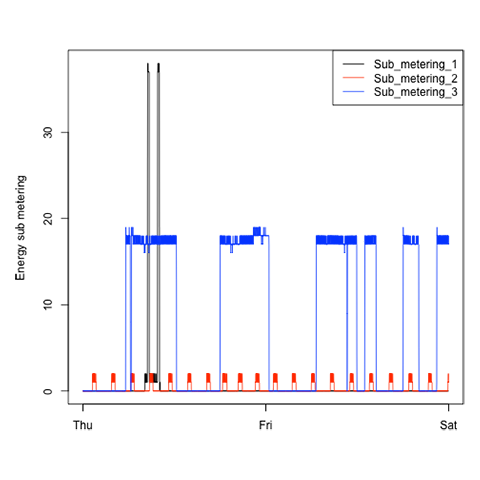 Sub_metering_1
Sub_metering_2
Sub_metering_3
Energy sub metering
30
20
10
0
Thu Fri Sat